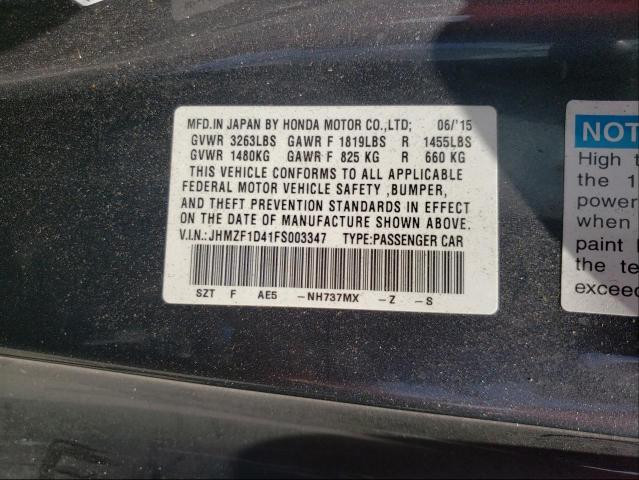 MFD.IN JAPAN BY HONDA MOTOR CO.,LTD; 06/'15
GVWR 3263LBS GAWR F 1819LBS R 1455LBS
GVWR 1480KG GAWR F 825 KG R 660 KG
THIS VEHICLE CONFORMS TO ALL APPLICABLE
FEDERAL MOTOR VEHICLE SAFETY ,BUMPER,
AND THEFT PREVENTION STANDARDS IN EFFECT
ON THE DATE OF MANUFACTURE SHOWN ABOVE.
V.I.N.:JHMZF1D41FS003347 TYPE:PASSENGER CAR
SZT F AE5 -NH737MX -Z -S
NOT
High t
the 1
power
when
paint
the te
exceed